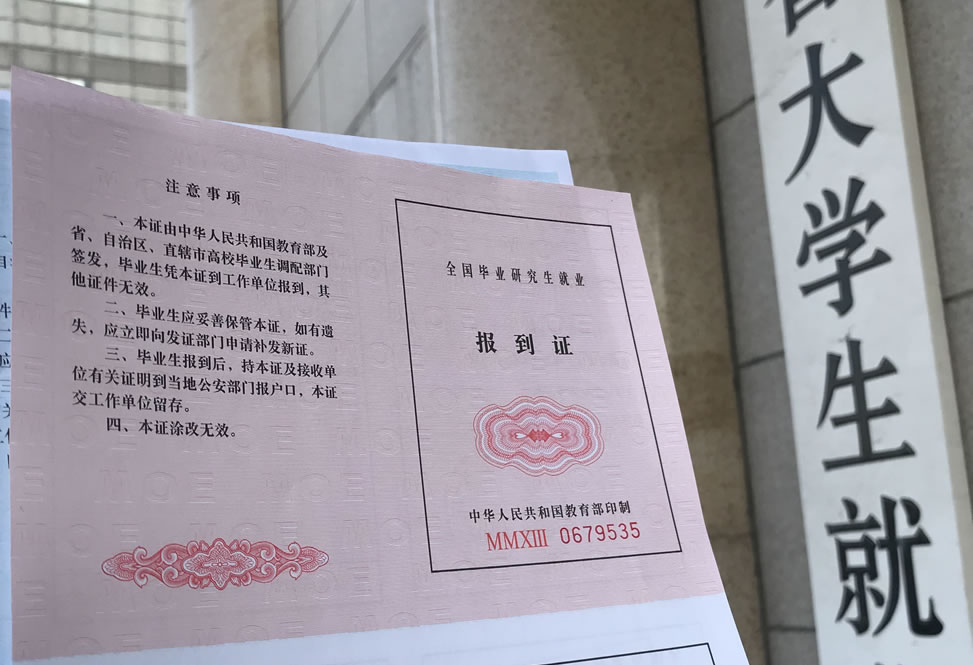 注意事项
一、本证由中华人民共和国教育部及
省、自治区、直辖市高校毕业生调配部门
签发，毕业生凭本证到工作单位报到，其
他证件无效。
二、毕业生应妥善保管本证，如有遗
失，应立即向发证部门申请补发新证。
三、毕业生报到后，持本证及接收单
位有关证明到当地公安部门报户口，本证
交工作单位留存。
四、本证涂改无效。
全国毕业研究生就业
报到证
中华人民共和国教育部印制
MMXIII 0679535
大学生就